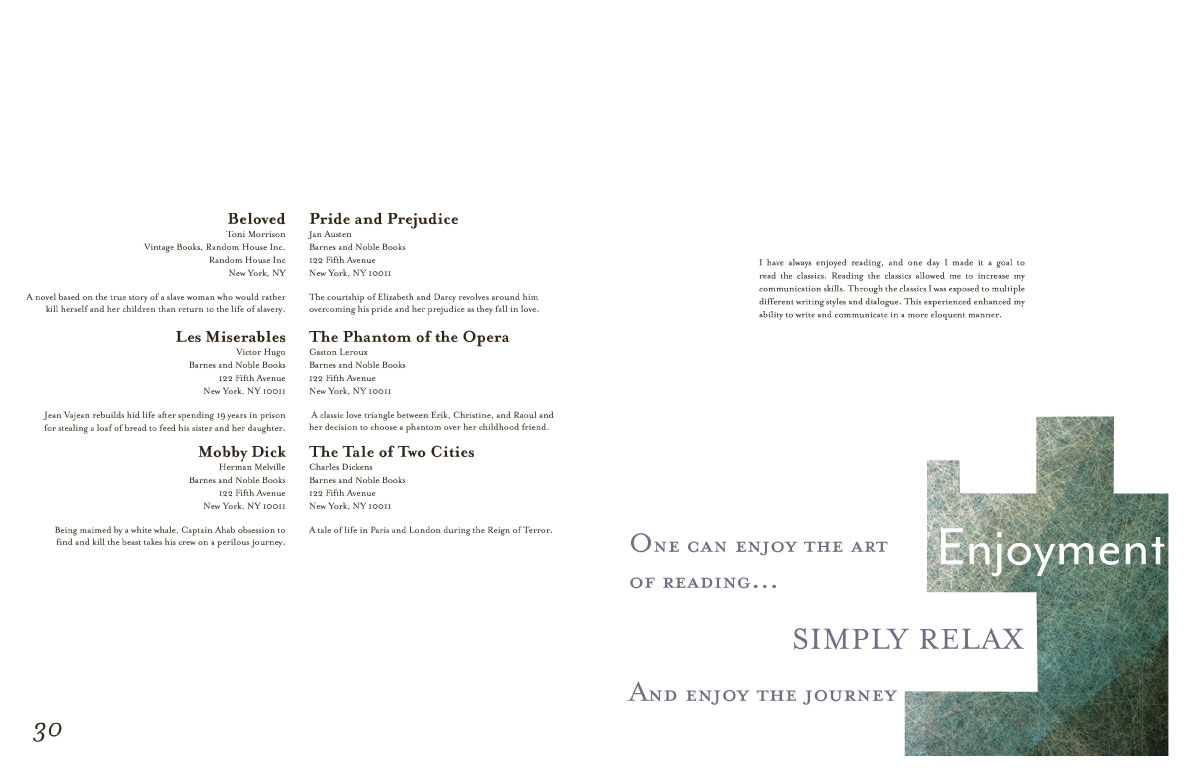 Beloved
Toni Morrison
Vintage Books, Random House Inc.
Random House Inc
New York, NY
A novel based on the true story of a slave woman who would rather
kill herself and her children than return to the life of slavery.
Les Miserables
Victor Hugo
Barnes and Noble Books
122 Fifth Avenue
New York, NY 10011
Jean Vajean rebuilds hid life after spending 19 years in prison
for stealing a loaf of bread to feed his sister and her daughter.
Mobby Dick
Herman Melville
Barnes and Noble Books
122 Fifth Avenue
New York, NY 10011
Being maimed by a white whale, Captain Ahab obsession to
find and kill the beast takes his crew on a perilous journey.
Pride and Prejudice
Jan Austen
Barnes and Noble Books
122 Fifth Avenue
New York, NY 10011
The courtship of Elizabeth and Darcy revolves around him
overcoming his pride and her prejudice as they fall in love.
The Phantom of the Opera
Gaston Leroux
Barnes and Noble Books
122 Fifth Avenue
New York, NY 10011
A classic love triangle between Erik, Christine, and Raoul and
her decision to choose a phantom over her childhood friend.
The Tale of Two Cities
Charles Dickens
Barnes and Noble Books
122 Fifth Avenue
New York, NY 10011
A tale of life in Paris and London during the Reign of Terror.
30
I have always enjoyed reading, and one day I made it a goal to
read the classics. Reading the classics allowed me to increase my
communication skills. Through the classics I was exposed to multiple
different writing styles and dialogue. This experienced enhanced my
ability to write and communicate in a more eloquent manner.
Enjoyment
One can enjoy the art
of reading...
SIMPLY RELAX
And enjoy the journey